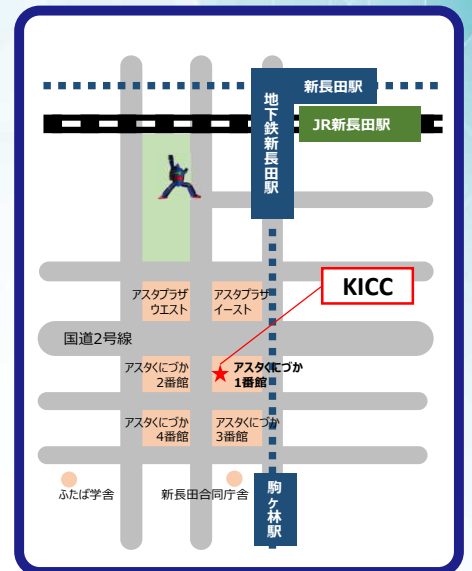 新長田駅
地下鉄新長田駅
JR新長田駅
KICC
アスタプラザ
ウエスト
アスタプラザ
イースト
国道2号線
アスタくにづか
2番館
アスタくにづか
1番館
アスタくにづか
4番館
アスタくにづか
3番館
ふたば学舎
新長田合同庁舎
駒ヶ林駅